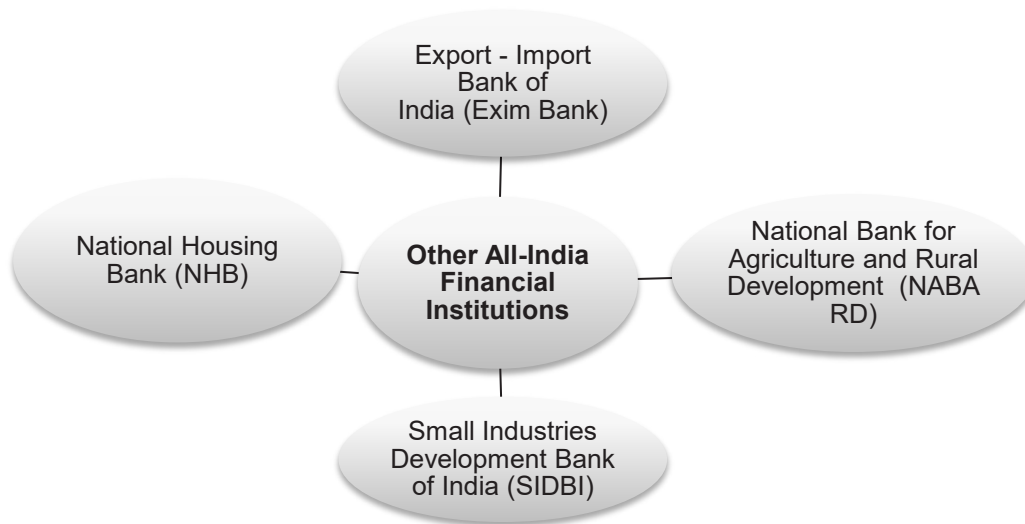 Export - Import
Bank of
India (Exim Bank)
National Housing
Bank (NHB)
Other All-India
Financial
Institutions
National Bank for
Agriculture and Rural
Development (NABA
RD)
Small Industries
Development Bank
of India (SIDBI)